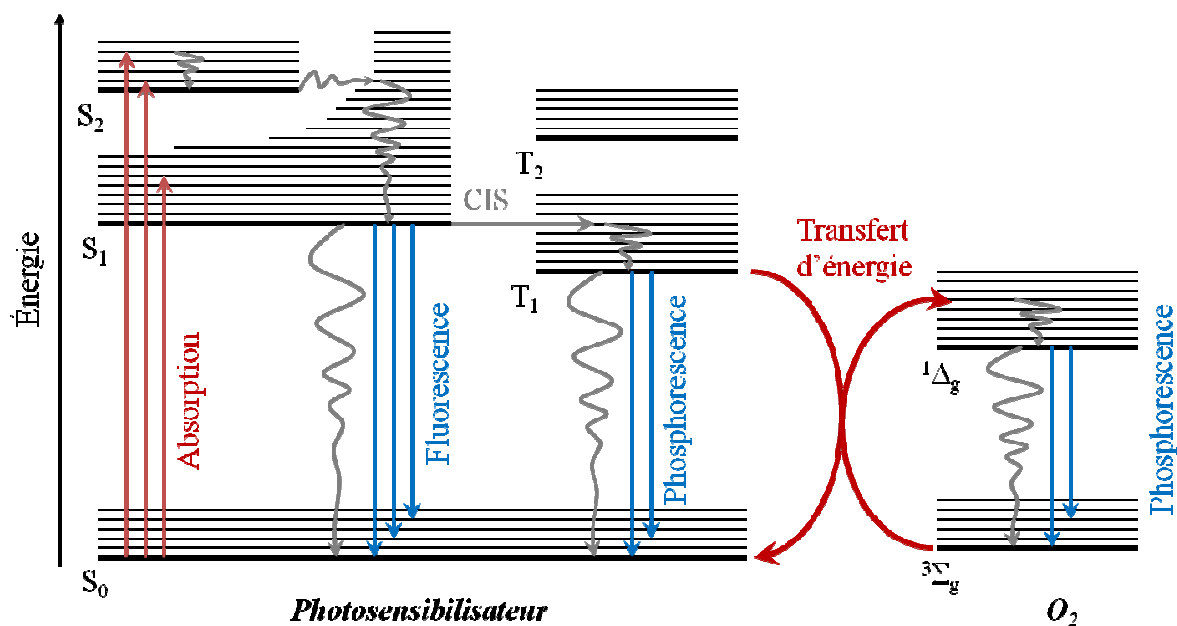 Énergie
S₂
S₁
S₀
Absorption
Fluorescence
CIS
T₂
T₁
Phosphorescence
Transfert
d'énergie
¹Δg
³Σg
Phosphorescence
Photosensibilisateur
O₂